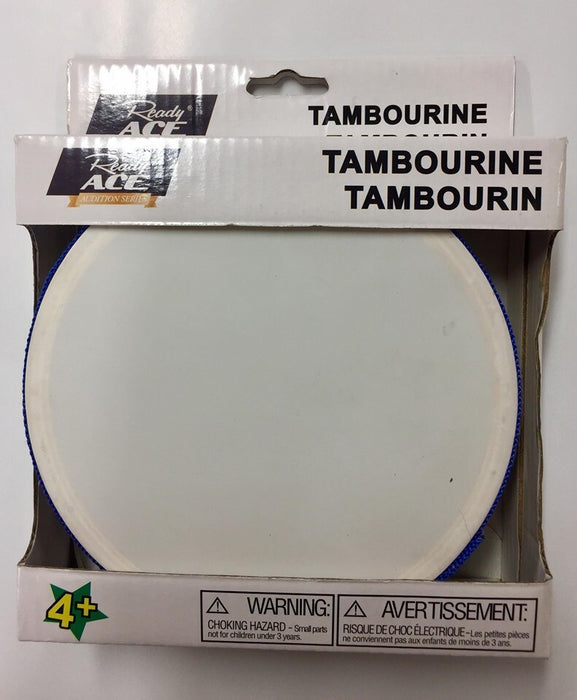 Ready®
ACE
TAMBOURINE
TAMBOURIN
Ready
ACE
AUDITION SERIES
TAMBOURINE
TAMBOURIN
4+
WARNING:
CHOKING HAZARD - Small parts
not for children under 3 years.
AVERTISSEMENT:
RISQUE DE CHOC ÉLECTRIQUE-Les petites pièces
ne conviennent pas aux enfants de moins de 3 ans.